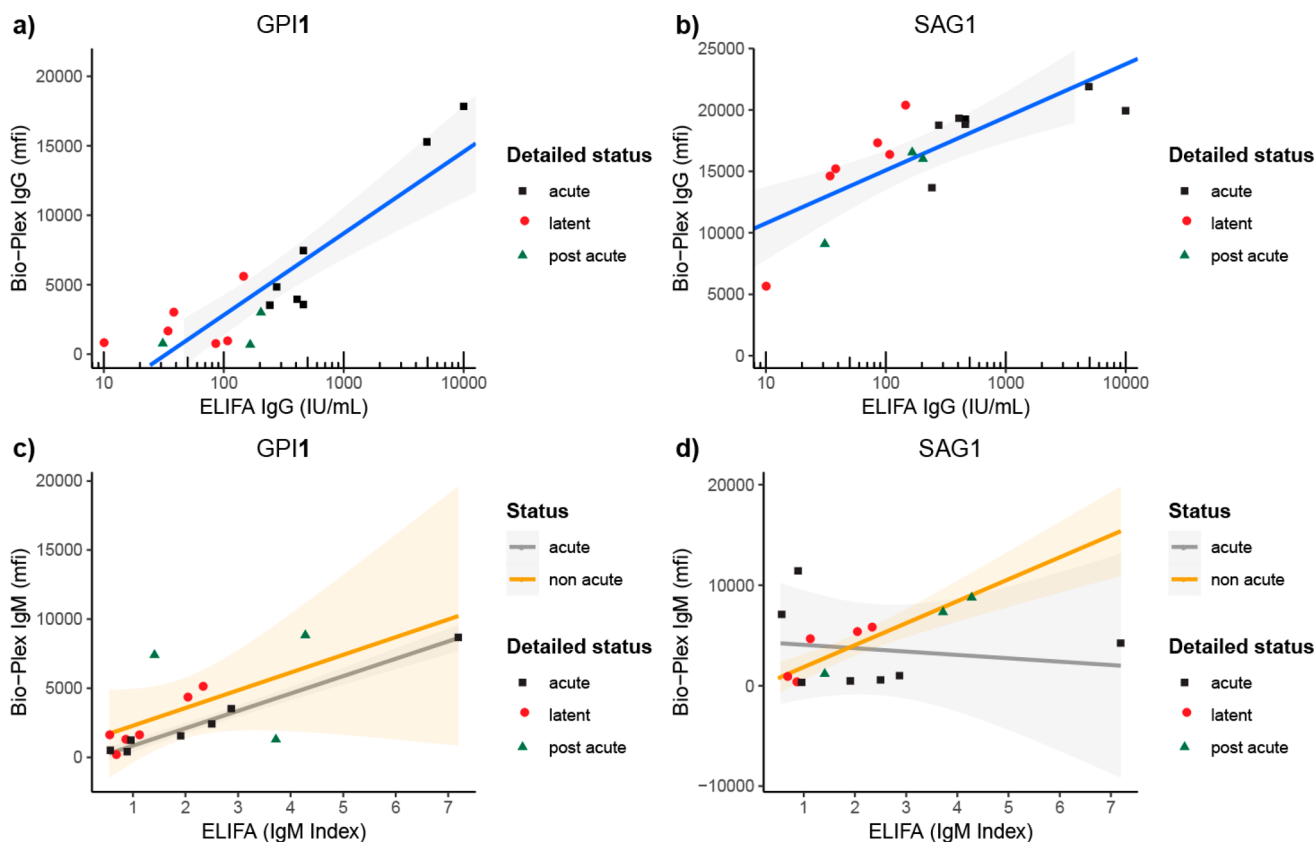 a) GPI1
20000
15000
10000
5000
0
Bio−Plex IgG (mfi)
10 100 1000 10000
ELIFA IgG (IU/mL)
Detailed status
acute
latent
post acute
b) SAG1
25000
20000
15000
10000
5000
0
Bio−Plex IgG (mfi)
10 100 1000 10000
ELIFA IgG (IU/mL)
Detailed status
acute
latent
post acute
c) GPI1
20000
15000
10000
5000
0
Bio−Plex IgM (mfi)
1 2 3 4 5 6 7
ELIFA (IgM Index)
Status
acute
non acute
Detailed status
acute
latent
post acute
d) SAG1
20000
10000
0
−10000
Bio−Plex IgM (mfi)
1 2 3 4 5 6 7
ELIFA (IgM Index)
Status
acute
non acute
Detailed status
acute
latent
post acute